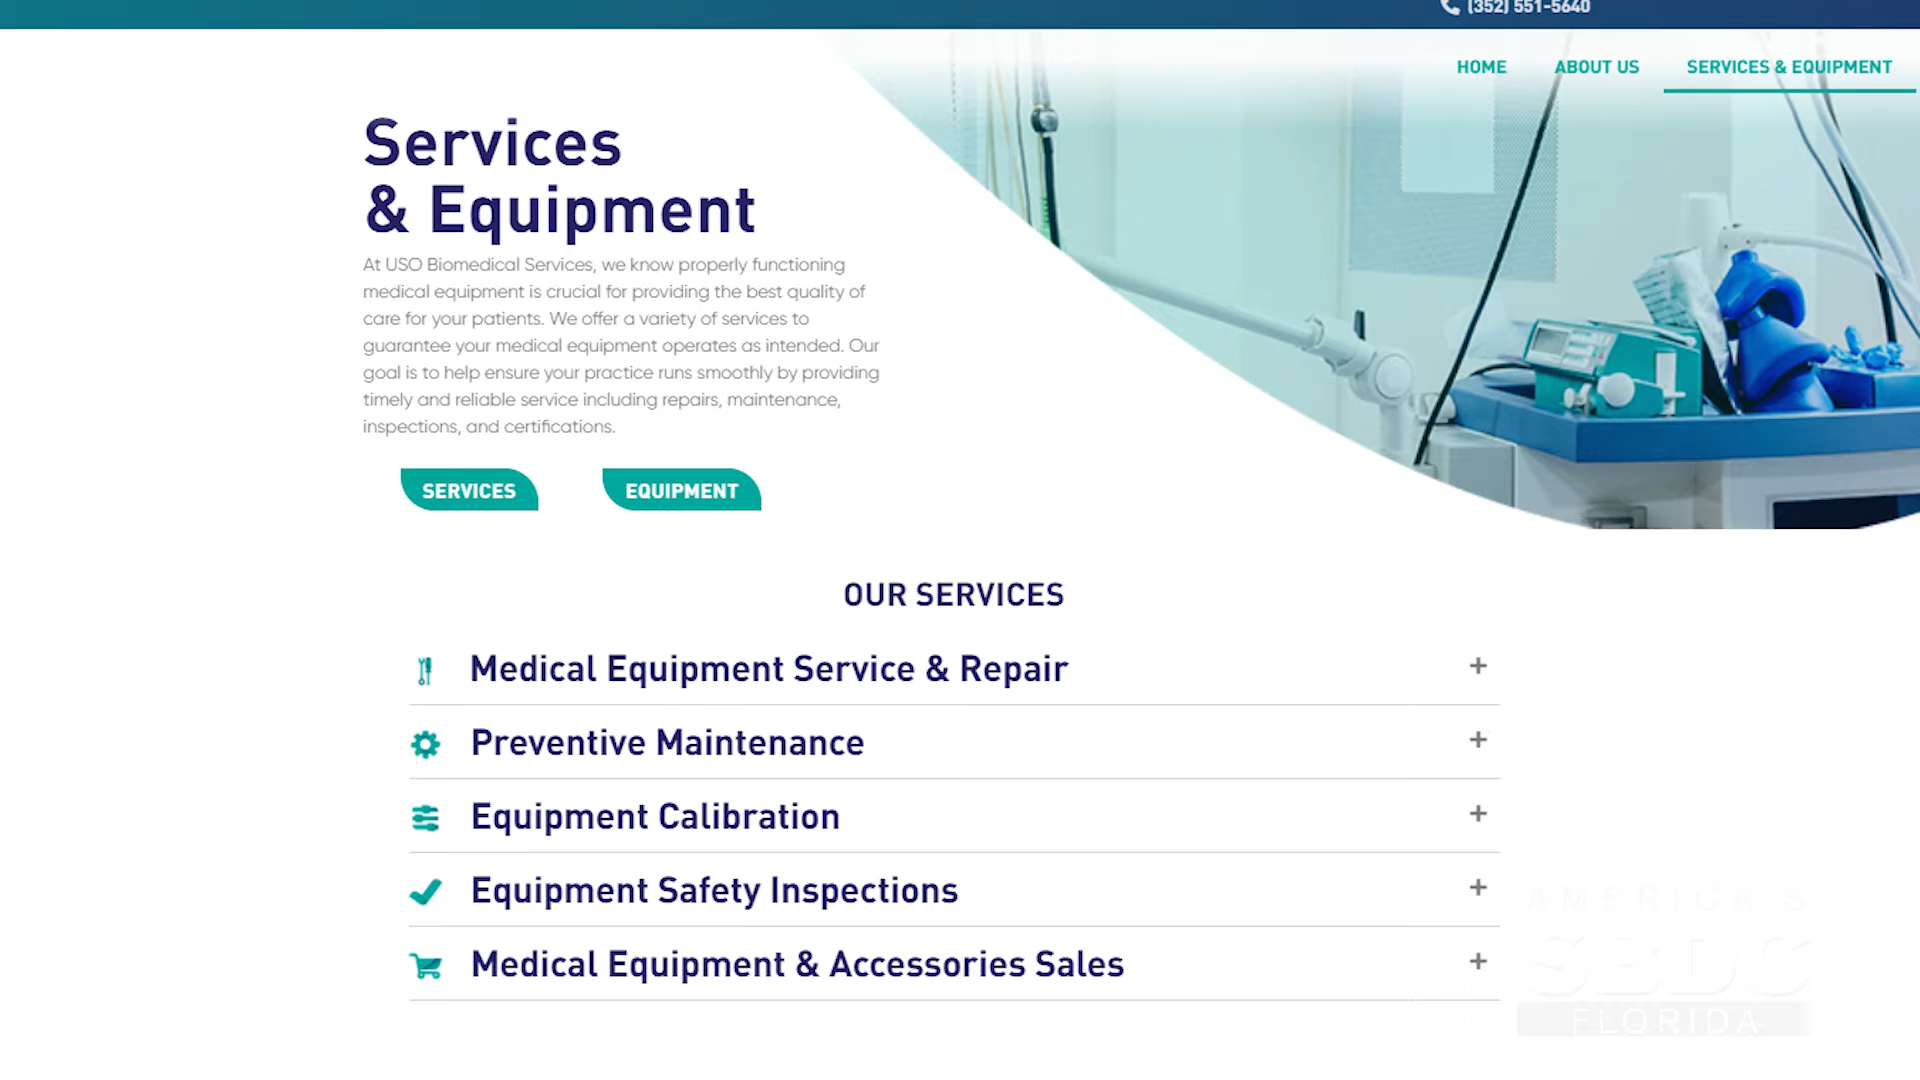 (352) 551-5640
HOME ABOUT US SERVICES & EQUIPMENT
Services
& Equipment
At USO Biomedical Services, we know properly functioning
medical equipment is crucial for providing the best quality of
care for your patients. We offer a variety of services to
guarantee your medical equipment operates as intended. Our
goal is to help ensure your practice runs smoothly by providing
timely and reliable service including repairs, maintenance,
inspections, and certifications.
SERVICES EQUIPMENT
OUR SERVICES
Medical Equipment Service & Repair +
Preventive Maintenance +
Equipment Calibration +
Equipment Safety Inspections +
Medical Equipment & Accessories Sales +
AMERICA'S
SBDC
FLORIDA